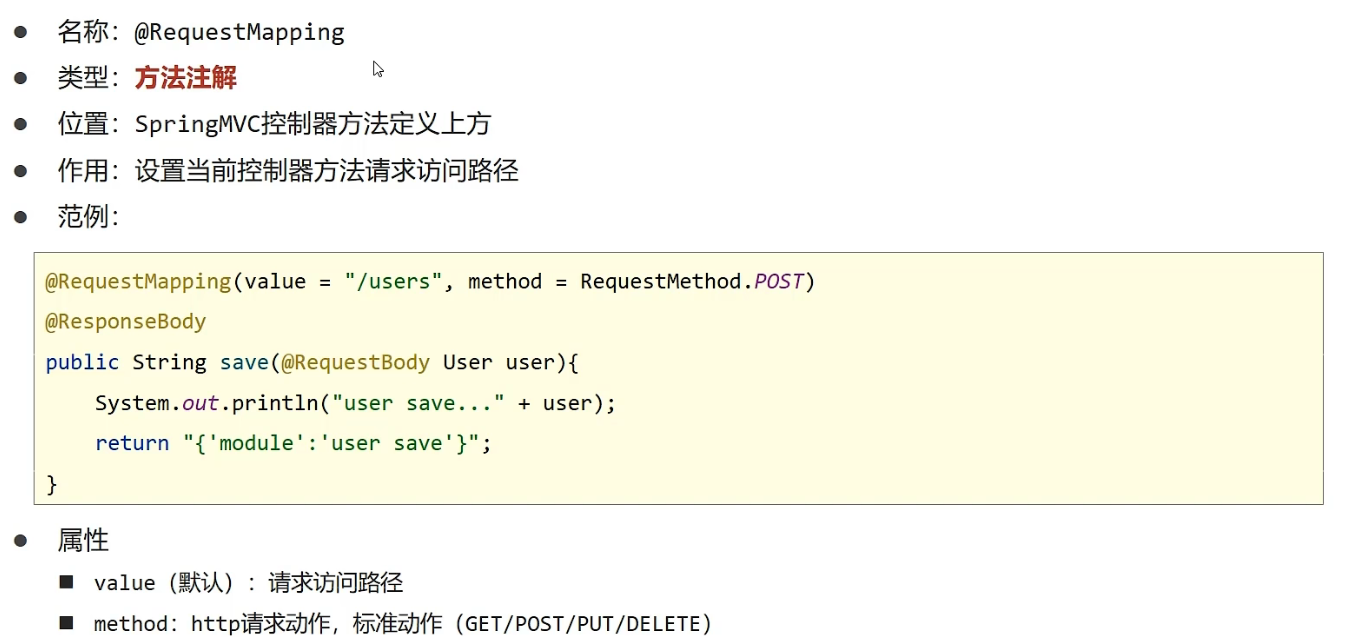 名称：@RequestMapping
类型：方法注解
位置：SpringMVC控制器方法定义上方
作用：设置当前控制器方法请求访问路径
范例：
@RequestMapping(value = "/users", method = RequestMethod.POST)
@ResponseBody
public String save(@RequestBody User user){
    System.out.println("user save..." + user);
    return "{'module':'user save'}";
}
属性
value（默认）：请求访问路径
method：http请求动作，标准动作（GET/POST/PUT/DELETE）